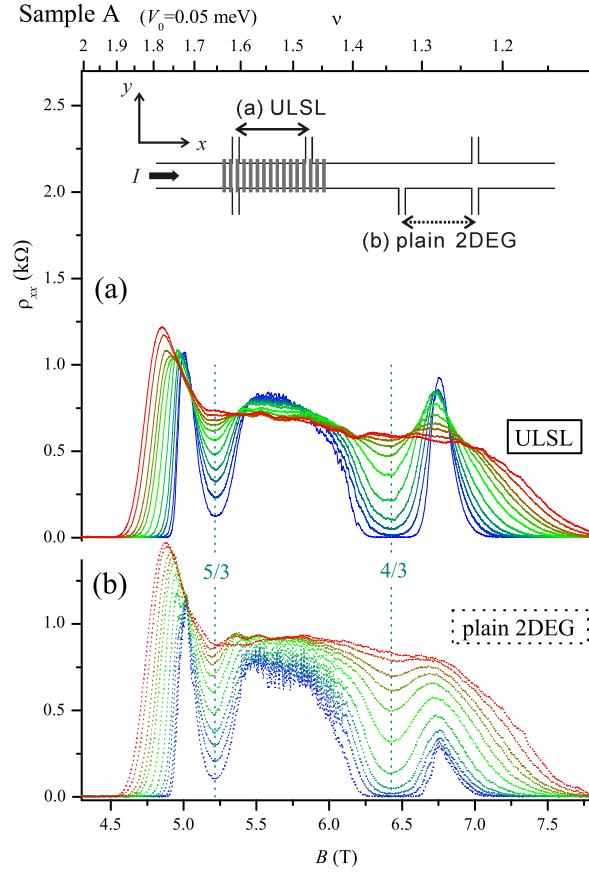 Sample A (V₀=0.05 meV) ν
2 1.9 1.8 1.7 1.6 1.5 1.4 1.3 1.2
y
x
I
(a) ULSL
(b) plain 2DEG
ρxx (kΩ)
2.5
2.0
1.5
1.0
0.5
0.0
(a)
ULSL
5/3 4/3
(b)
plain 2DEG
1.0
0.5
0.0
4.5 5.0 5.5 6.0 6.5 7.0 7.5
B (T)